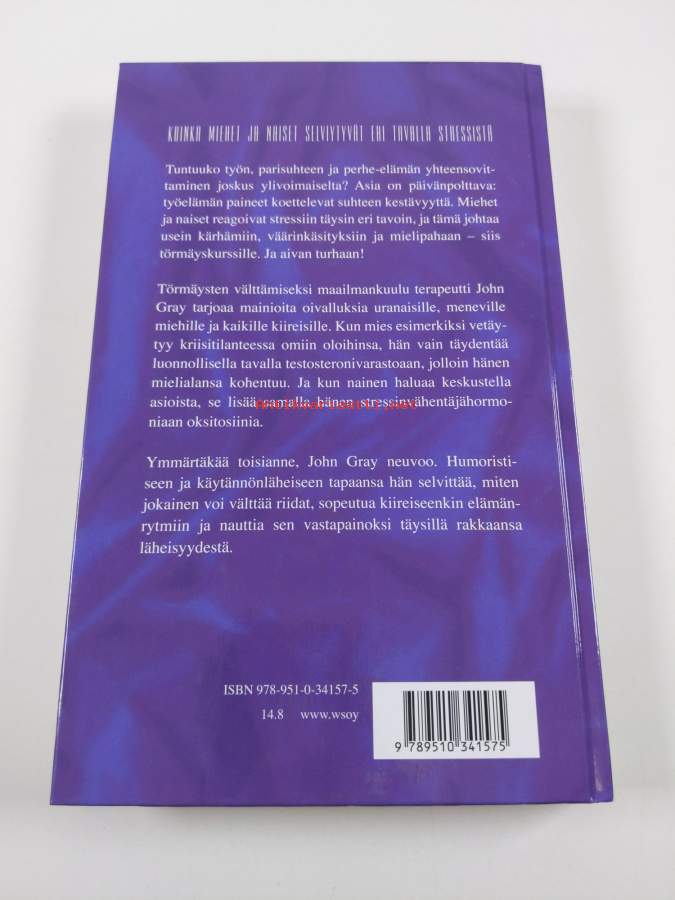 KUINKA MIEHET JA NAISET SELVIYTYVÄT ERI TAVALLA STRESSISTÄ
Tuntuuko työn, parisuhteen ja perhe-elämän yhteensovit-
taminen joskus ylivoimaiselta? Asia on päivänpolttava:
työelämän paineet koettelevat suhteen kestävyyttä. Miehet
ja naiset reagoivat stressiin täysin eri tavoin, ja tämä johtaa
usein kärhämiin, väärinkäsityksiin ja mielipahaan – siis
törmäyskurssille. Ja aivan turhaan!
Törmäysten välttämiseksi maailmankuulu terapeutti John
Gray tarjoaa mainioita oivalluksia uranaisille, meneville
miehille ja kaikille kiireisille. Kun mies esimerkiksi vetäy-
tyy kriisitilanteessa omiin oloihinsa, hän vain täydentää
luonnollisella tavalla testosteronivarastoaan, jolloin hänen
mielialansa kohentuu. Ja kun nainen haluaa keskustella
asioista, se lisää samalla hänen stressinvähentäjähormo-
niaan oksitosiinia.
Antikvariaatti.net
Ymmärtäkää toisianne, John Gray neuvoo. Humoristi-
seen ja käytännönläheiseen tapaansa hän selvittää, miten
jokainen voi välttää riidat, sopeutua kiireiseenkin elämän-
rytmiin ja nauttia sen vastapainoksi täysillä rakkaansa
läheisyydestä.
ISBN 978-951-0-34157-5
14.8 www.wsoy
9 789510 341575